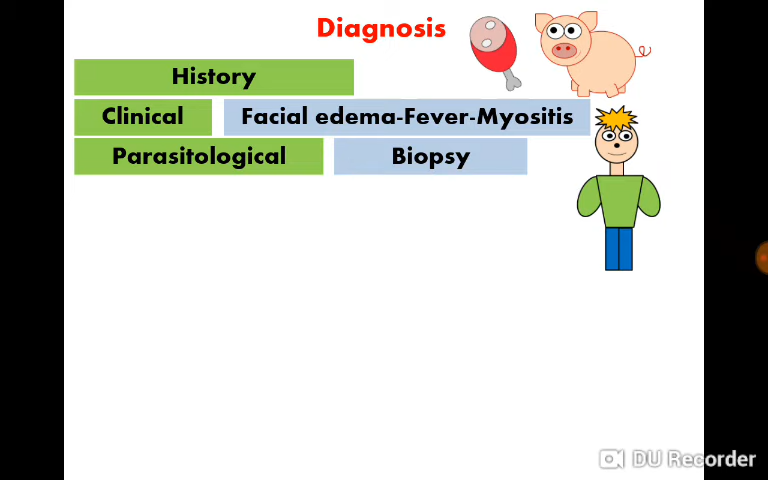 Diagnosis
History
Clinical Facial edema-Fever-Myositis
Parasitological Biopsy
DU Recorder